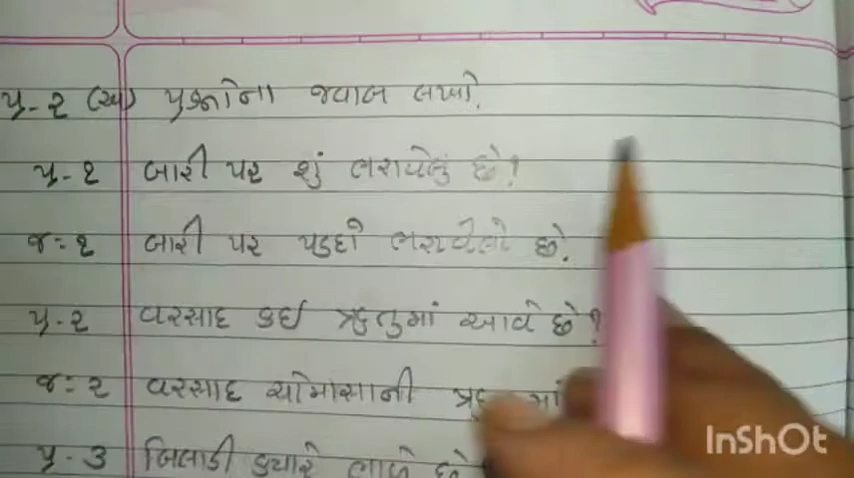 પ્ર-૨ (અ) પ્રશ્નોના જવાબ લખો.
પ્ર-૧ બારી પર શું લગાવેલું છે?
જ:૧ બારી પર પડદો લગાવેલો છે.
પ્ર-૨ વરસાદ કઈ ઋતુમાં આવે છે?
જ:૨ વરસાદ ચોમાસાની
પ્ર-૩ બિલાડી ક્યારે છે
InShOt